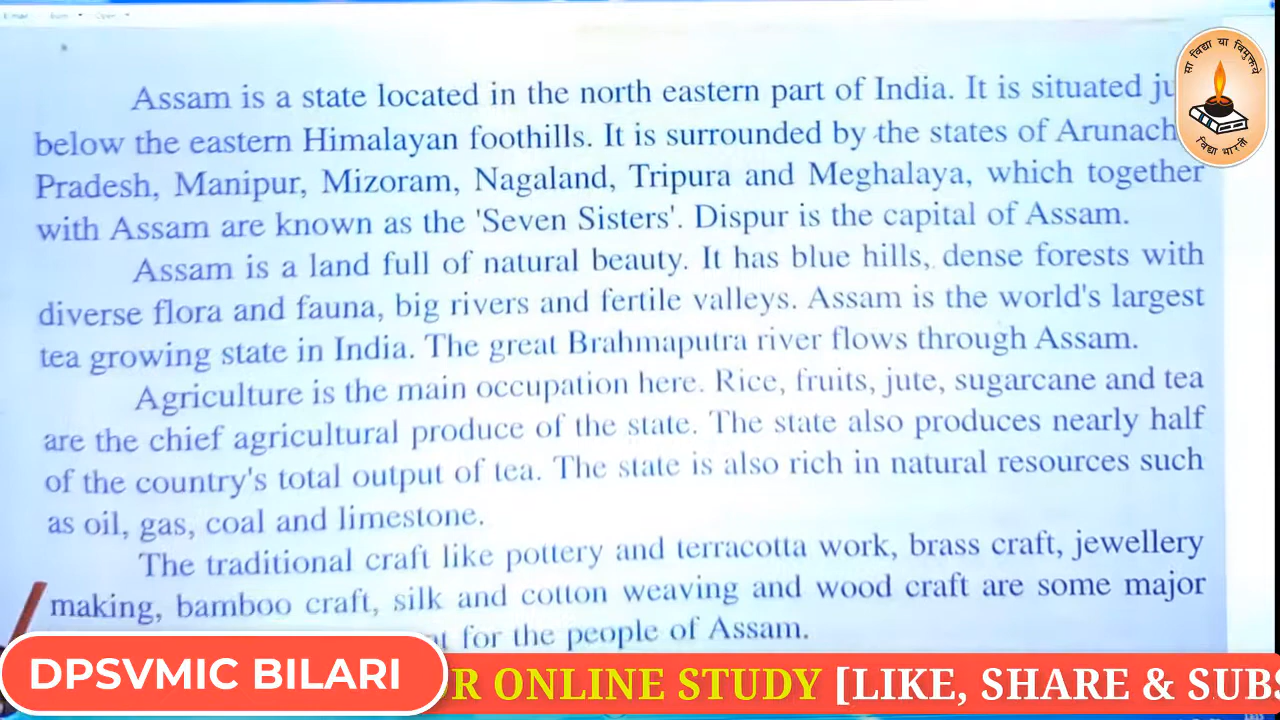 Assam is a state located in the north eastern part of India. It is situated
below the eastern Himalayan foothills. It is surrounded by the states of
Pradesh, Manipur, Mizoram, Nagaland, Tripura and Meghalaya, which together
with Assam are known as the 'Seven Sisters'. Dispur is the capital of Assam.
Assam is a land full of natural beauty. It has blue hills, dense forests with
diverse flora and fauna, big rivers and fertile valleys. Assam is the world's largest
tea growing state in India. The great Brahmaputra river flows through Assam.
Agriculture is the main occupation here. Rice, fruits, jute, sugarcane and tea
are the chief agricultural produce of the state. The state also produces nearly half
of the country's total output of tea. The state is also rich in natural resources such
as oil, gas, coal and limestone.
The traditional craft like pottery and terracotta work, brass craft, jewellery
making, bamboo craft, silk and cotton weaving and wood craft are some major
for the people of Assam.
सा विद्या या विमुक्तये
विद्या भारती
DPSVMIC BILARI
R ONLINE STUDY [LIKE, SHARE & SUBS